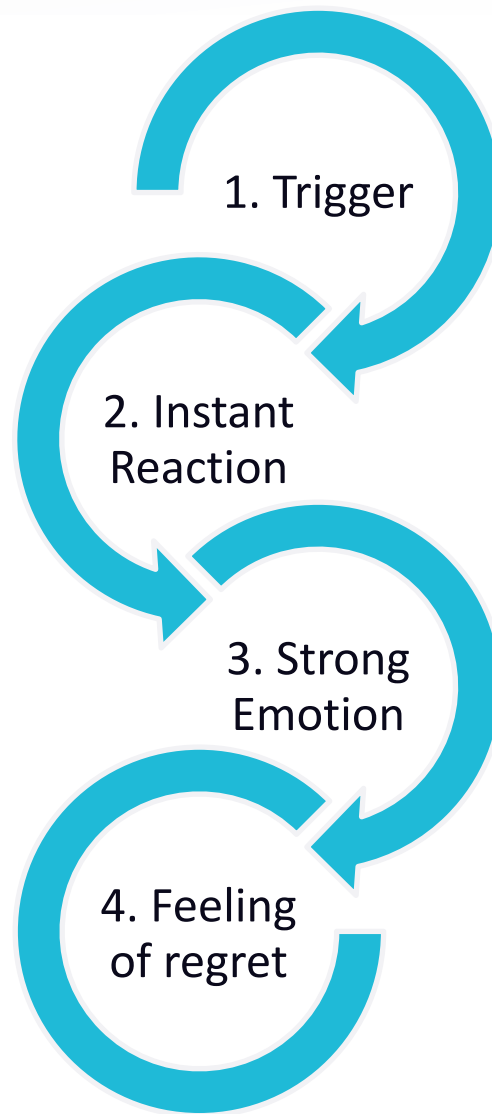 1. Trigger
2. Instant
Reaction
3. Strong
Emotion
4. Feeling
of regret